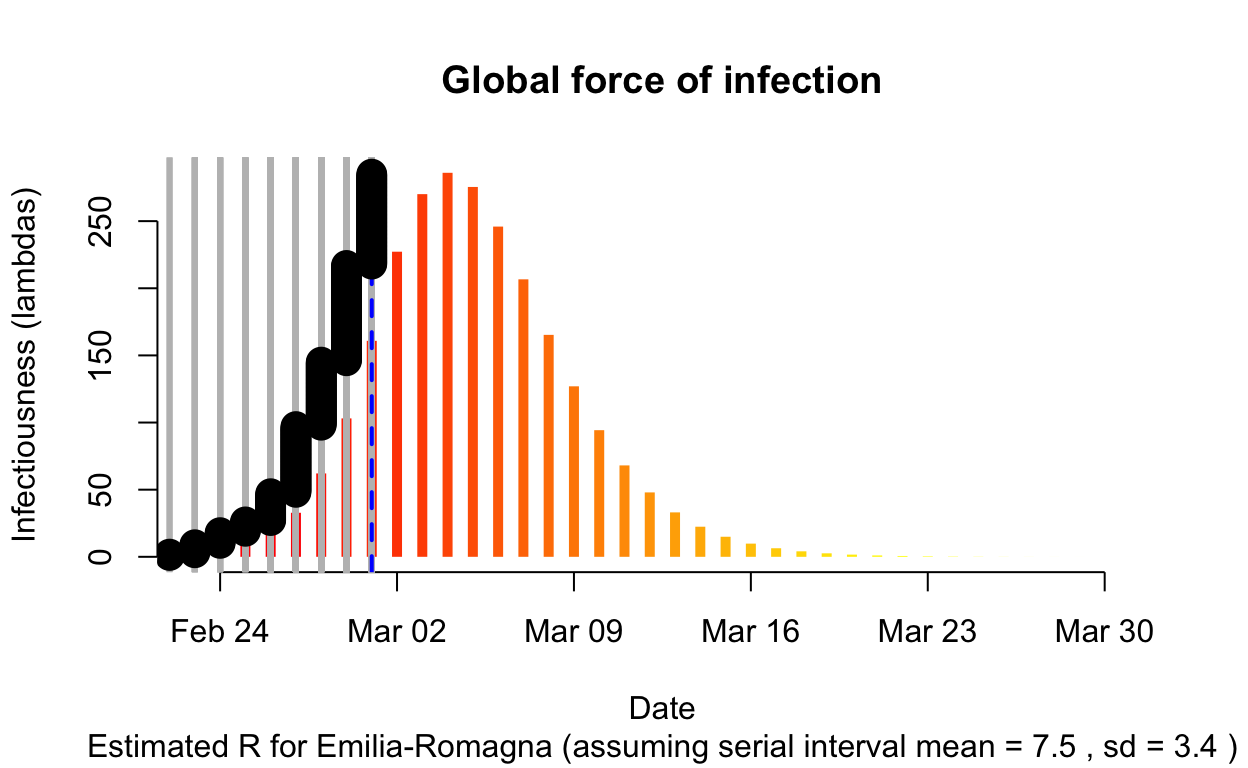 Global force of infection
Infectiousness (lambdas)
250
150
50
0
Feb 24 Mar 02 Mar 09 Mar 16 Mar 23 Mar 30
Date
Estimated R for Emilia-Romagna (assuming serial interval mean = 7.5 , sd = 3.4 )